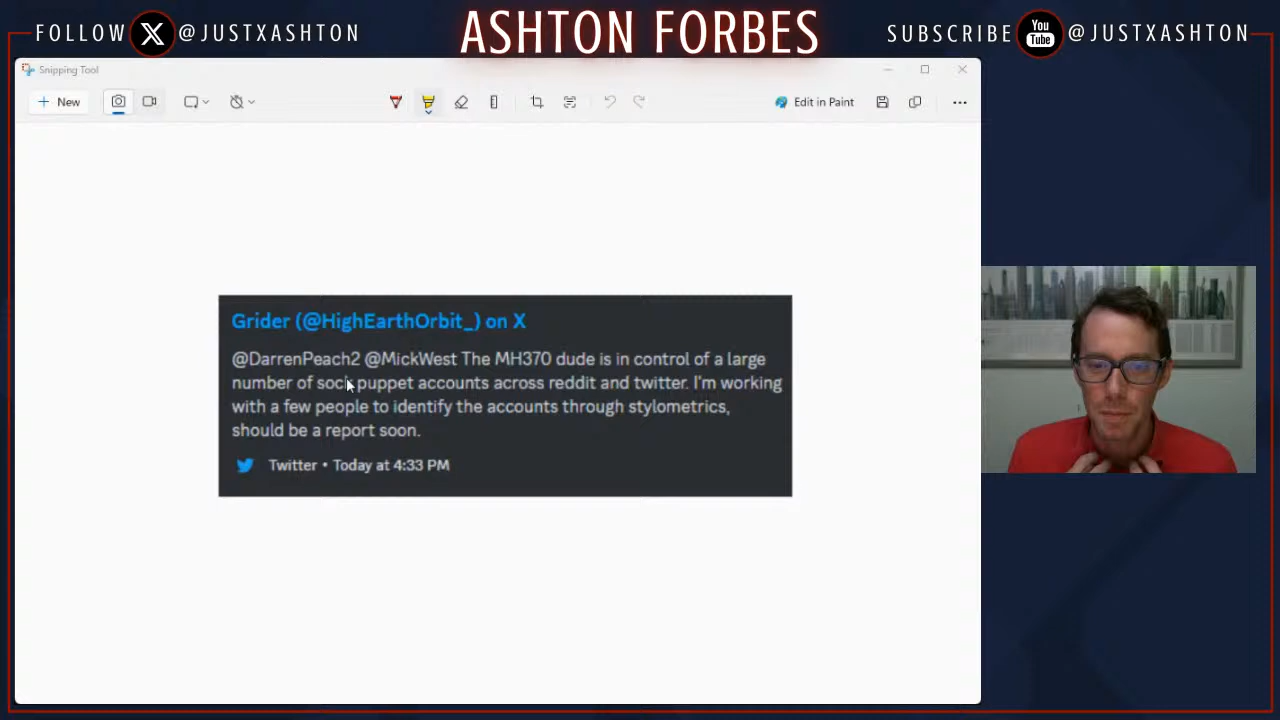 FOLLOW X @JUSTXASHTON
ASHTON FORBES
SUBSCRIBE You Tube @JUSTXASHTON
Snipping Tool
New
Edit in Paint
Grider (@HighEarthOrbit_) on X
@DarrenPeach2 @MickWest The MH370 dude is in control of a large
number of sock puppet accounts across reddit and twitter. I'm working
with a few people to identify the accounts through stylometrics,
should be a report soon.
Twitter • Today at 4:33 PM